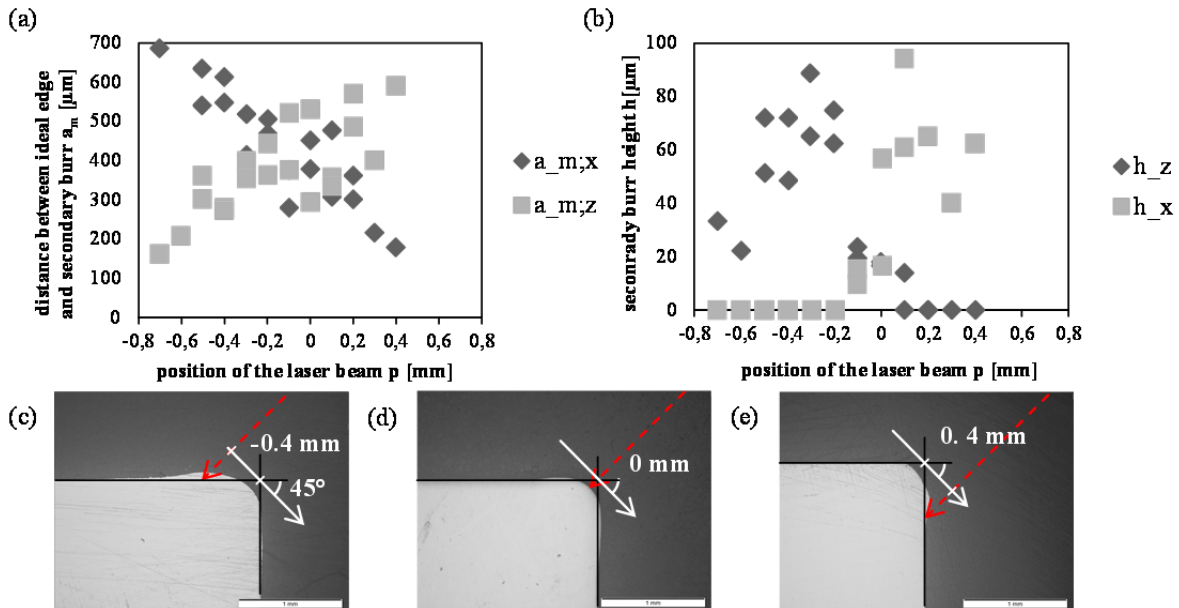 (a)
700
600
500
400
300
200
100
0
distance between ideal edge
and secondary burr a_m [µm]
-0,8 -0,6 -0,4 -0,2 0 0,2 0,4 0,6 0,8
position of the laser beam p [mm]
a_m;x
a_m;z
(b)
100
80
60
40
20
0
seconrady burr height h[µm]
-0,8 -0,6 -0,4 -0,2 0 0,2 0,4 0,6 0,8
position of the laser beam p [mm]
h_z
h_x
(c)
-0.4 mm
45°
1 mm
(d)
0 mm
1 mm
(e)
0. 4 mm
1 mm